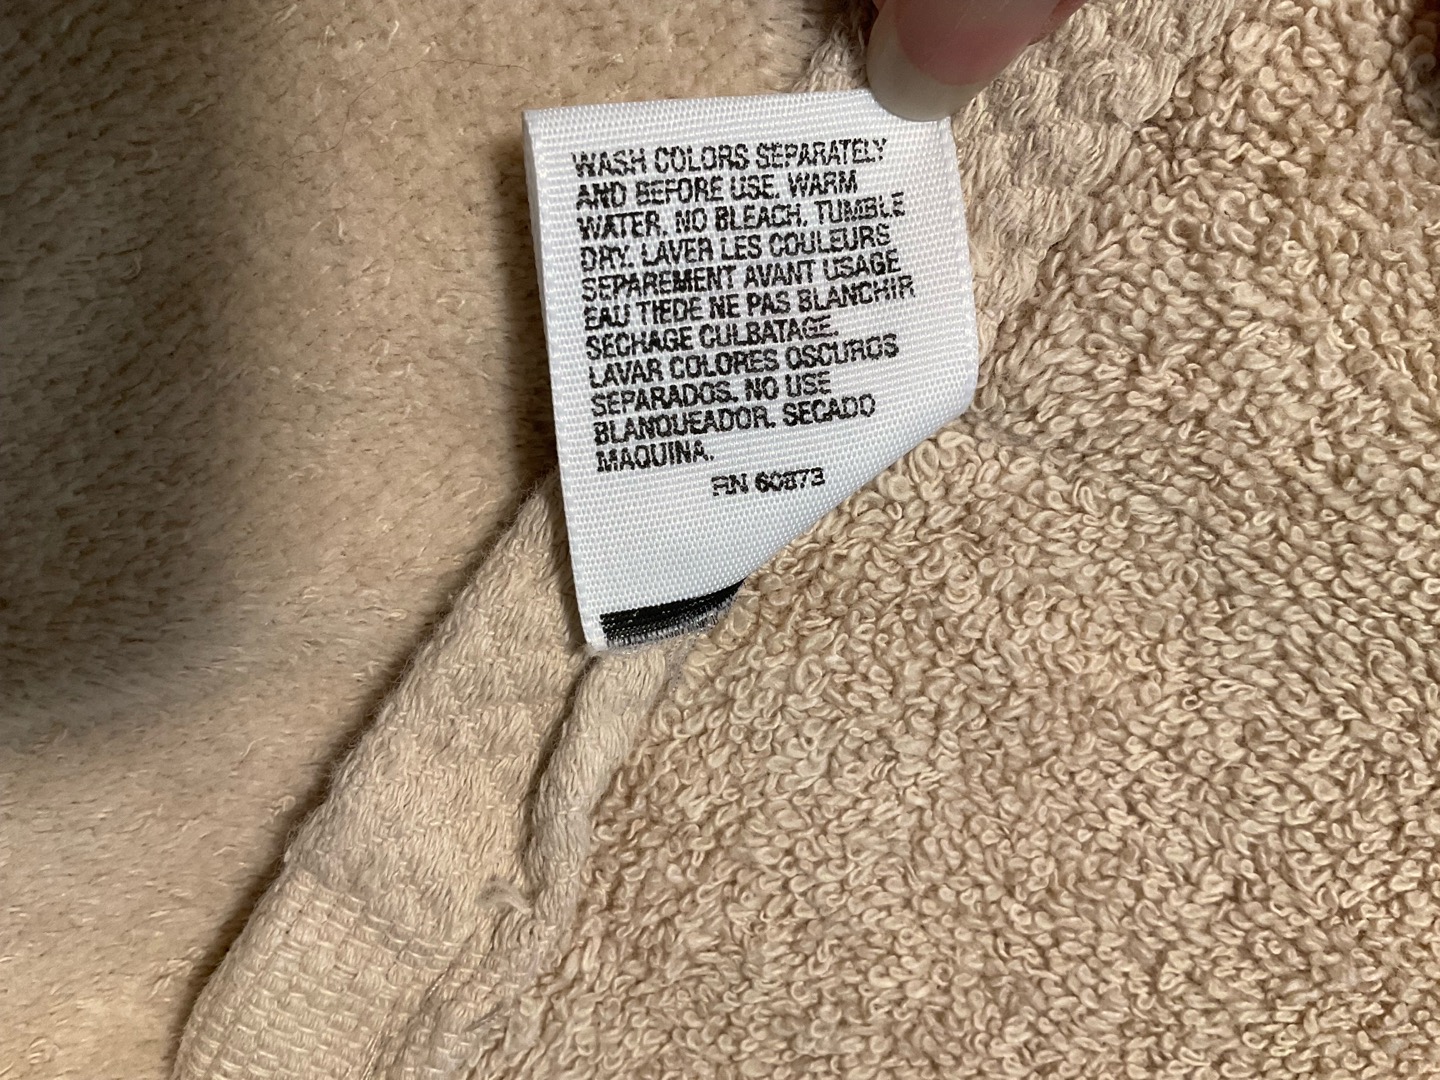 WASH COLORS SEPARATELY
AND BEFORE USE. WARM
WATER. NO BLEACH. TUMBLE
DRY. LAVER LES COULEURS
SEPAREMENT AVANT USAGE
EAU TIEDE NE PAS BLANCHIR
SECHAGE CULBATAGE.
LAVAR COLORES OSCUROS
SEPARADOS. NO USE
BLANQUEADOR. SECADO
MAQUINA.
RN 60873